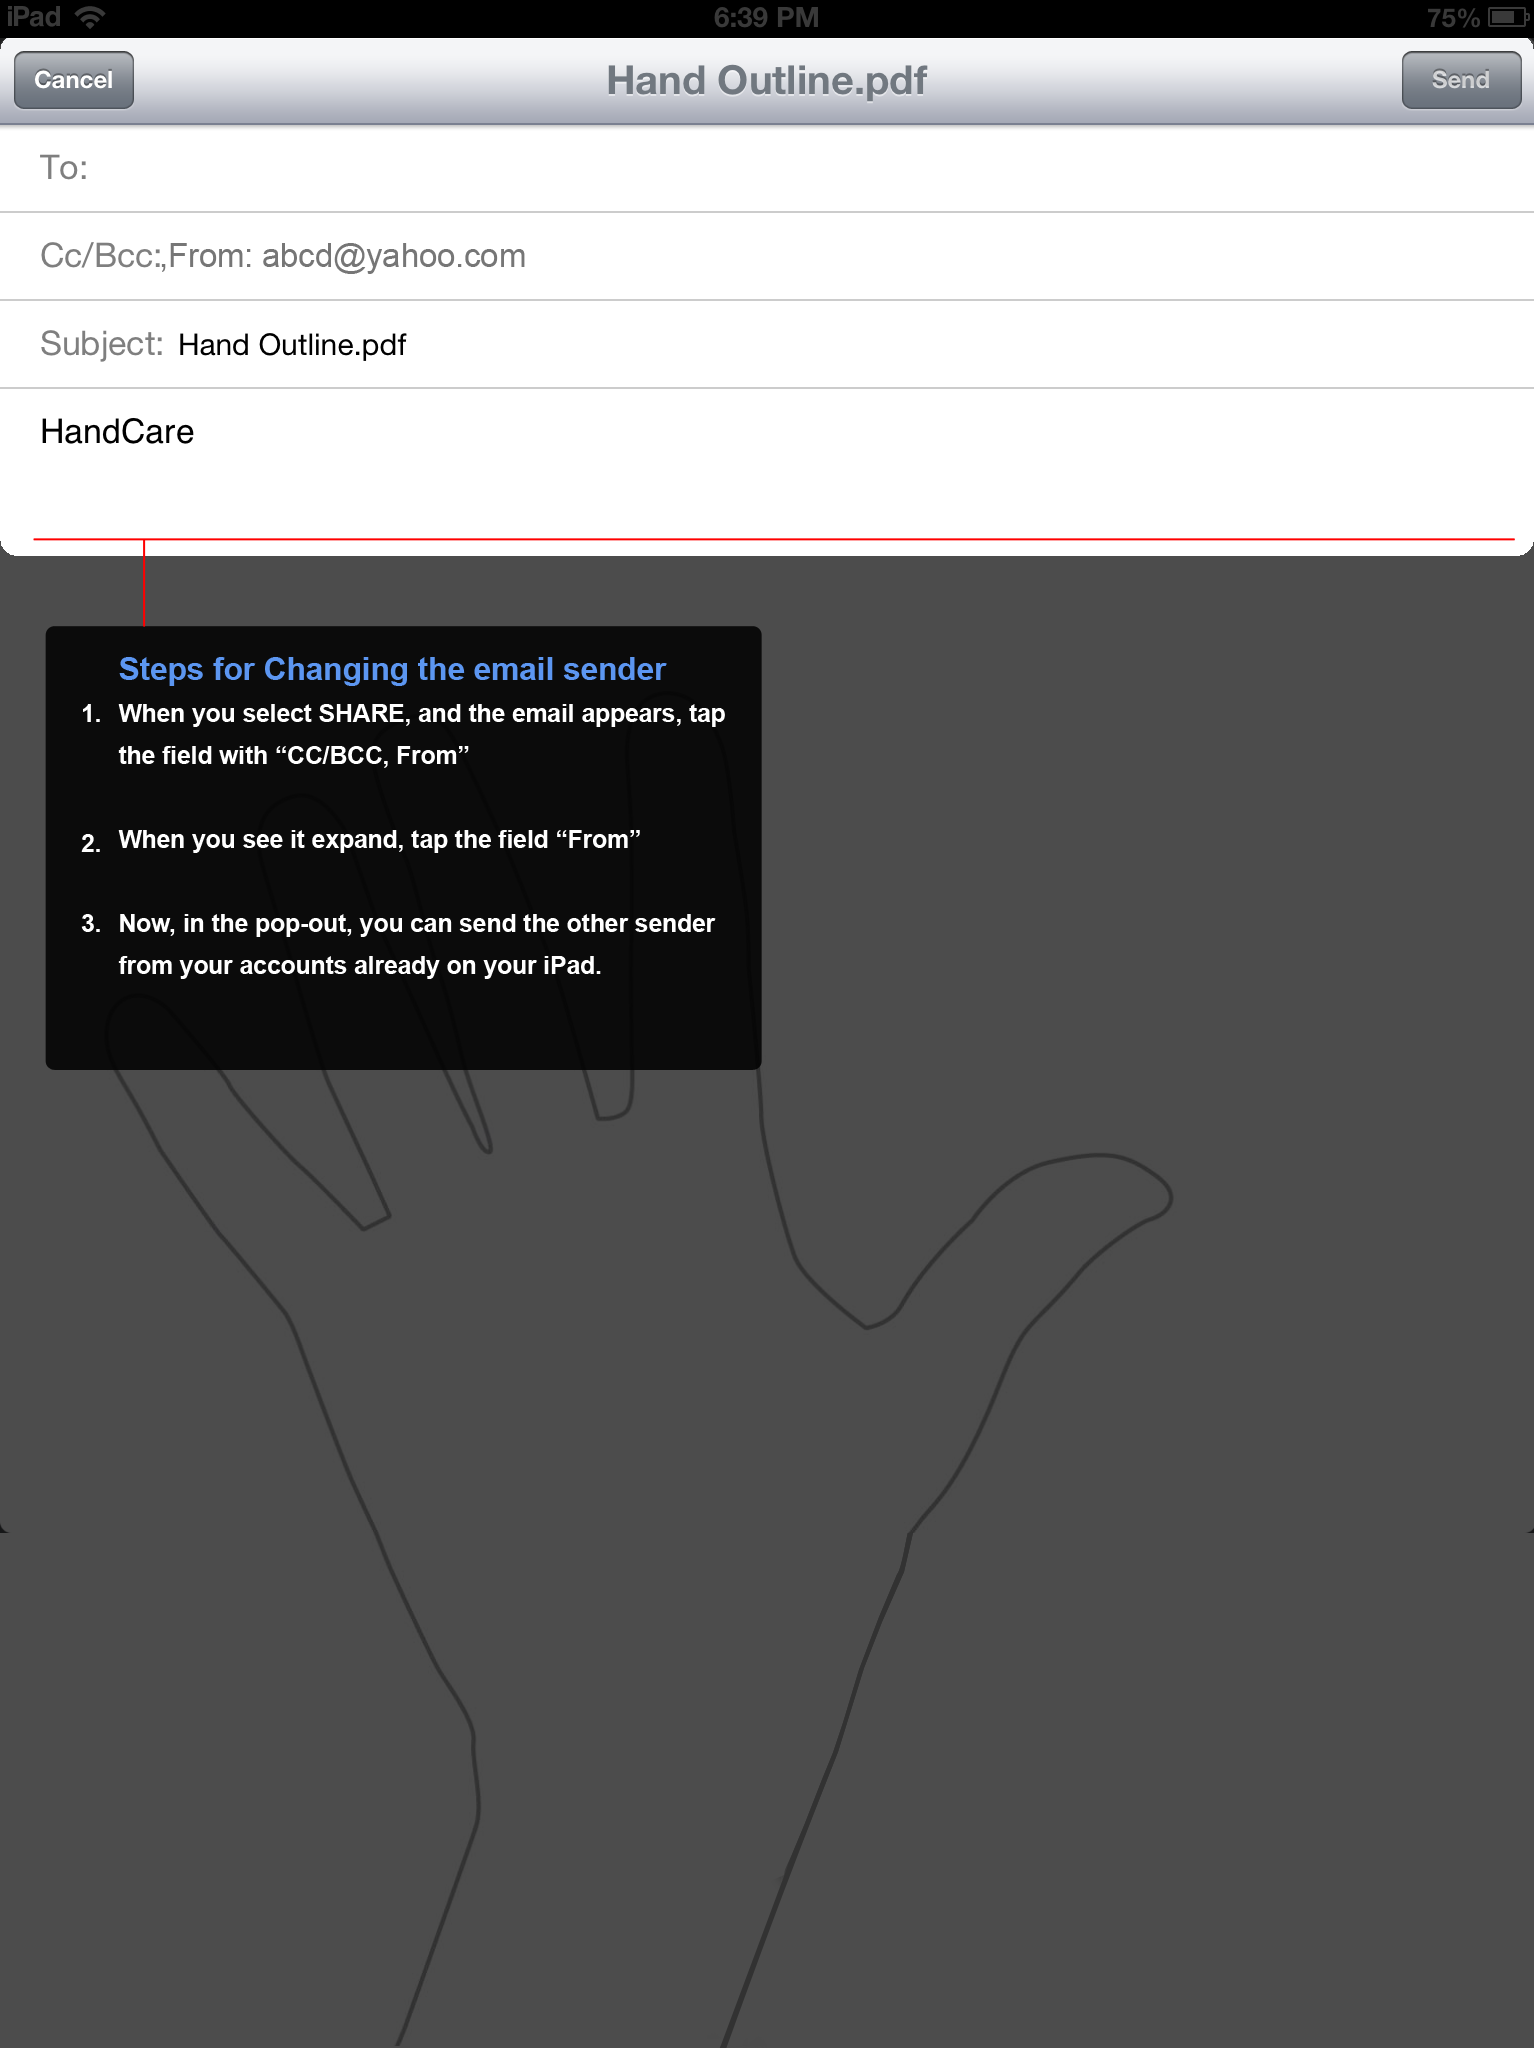 iPad
6:39 PM
75%
Cancel
Hand Outline.pdf
Send
To:
Cc/Bcc:,From: abcd@yahoo.com
Subject: Hand Outline.pdf
HandCare
Steps for Changing the email sender
1. When you select SHARE, and the email appears, tap
the field with “CC/BCC, From”
2. When you see it expand, tap the field “From”
3. Now, in the pop-out, you can send the other sender
from your accounts already on your iPad.